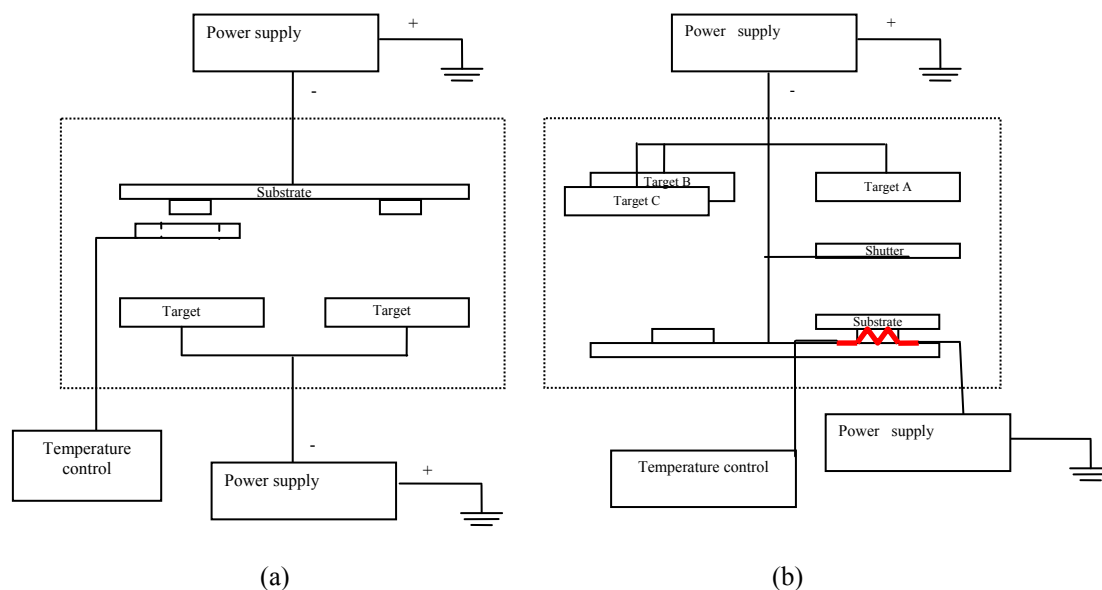 Power supply
+
-
Substrate
Target
Target
Temperature
control
-
Power supply
+
(a)
Power supply
+
-
Target B
Target A
Target C
Shutter
Substrate
Power supply
Temperature control
(b)